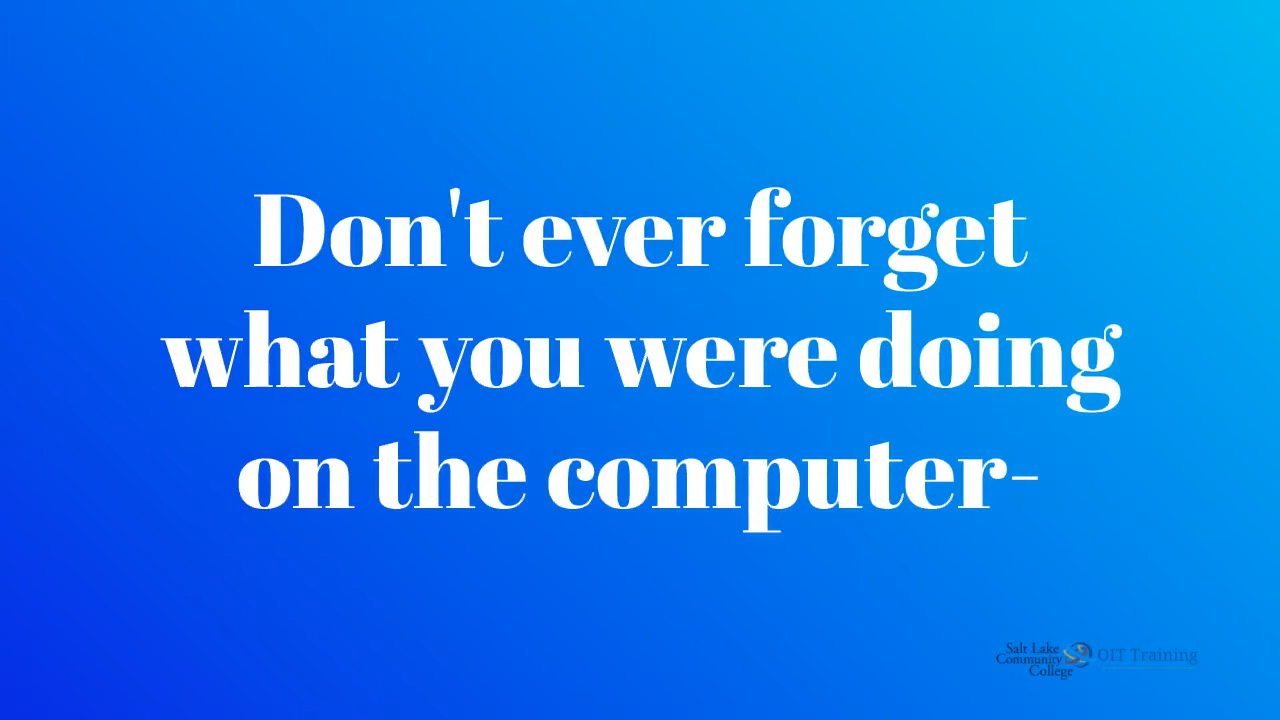 Don't ever forget
what you were doing
on the computer-
Salt Lake
Community
College
OIT Training